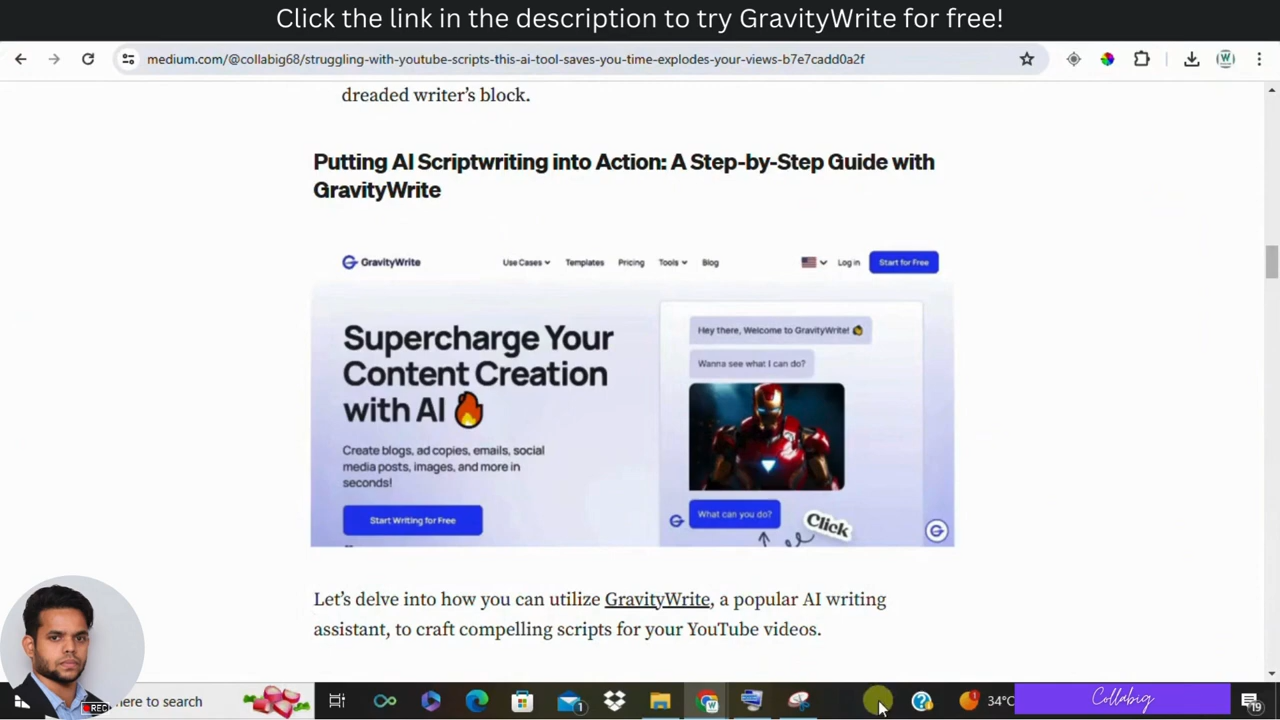 Click the link in the description to try GravityWrite for free!
medium.com/@collabig68/struggling-with-youtube-scripts-this-ai-tool-saves-you-time-explodes-your-views-b7e7cadd0a2f
dreaded writer's block.
Putting AI Scriptwriting into Action: A Step-by-Step Guide with
GravityWrite
GravityWrite Use Cases Templates Pricing Tools Blog Log in Start for Free
Supercharge Your
Content Creation
with AI 🔥
Create blogs, ad copies, emails, social
media posts, images, and more in
seconds!
Start Writing for Free
Hey there, Welcome to GravityWrite!
Wanna see what I can do?
What can you do?
Click
Let's delve into how you can utilize GravityWrite, a popular AI writing
assistant, to craft compelling scripts for your YouTube videos.
REC
here to search
1
34°C
Collabig
19